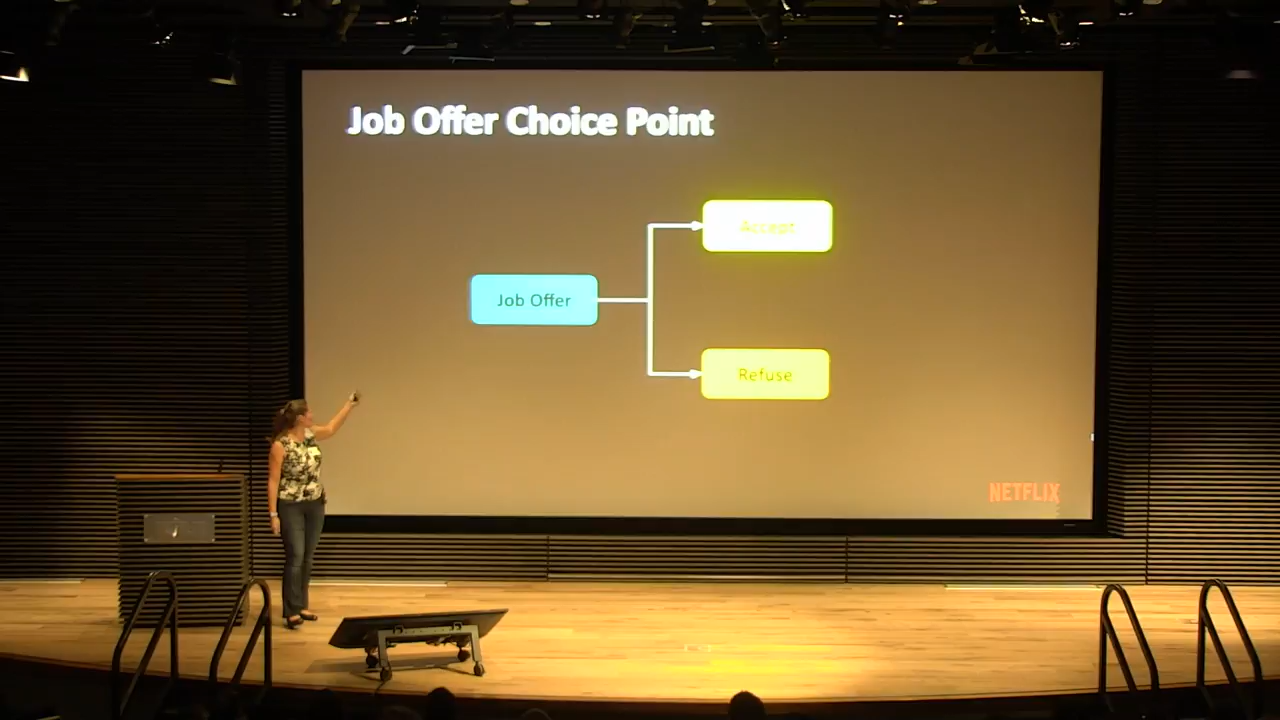 Job Offer Choice Point
Accept
Job Offer
Refuse
NETFLIX